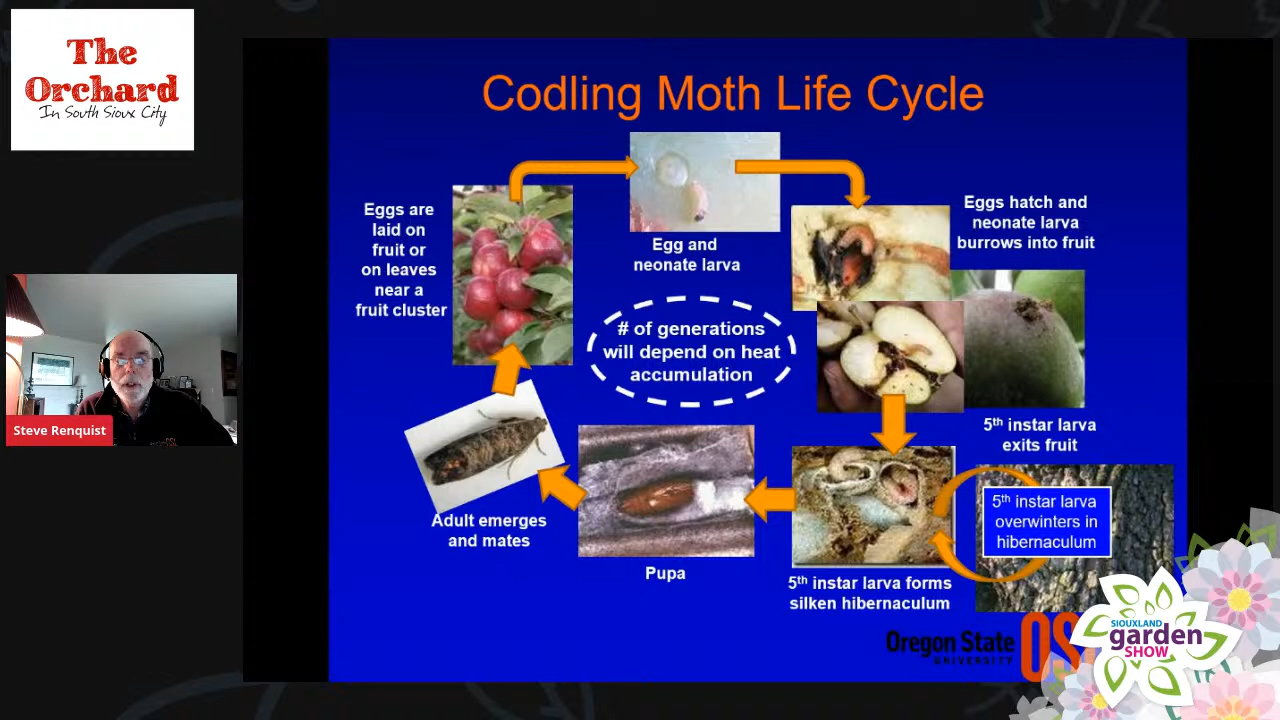 The
Orchard
In South Sioux City
Steve Renquist
Codling Moth Life Cycle
Eggs are
laid on
fruit or
on leaves
near a
fruit cluster
Egg and
neonate larva
Eggs hatch and
neonate larva
burrows into fruit
# of generations
will depend on heat
accumulation
5th instar larva
exits fruit
5th instar larva
overwinters in
hibernaculum
Adult emerges
and mates
Pupa
5th instar larva forms
silken hibernaculum
Oregon State
UNIVERSITY
OS
SIOUXLAND
garden
SHOW